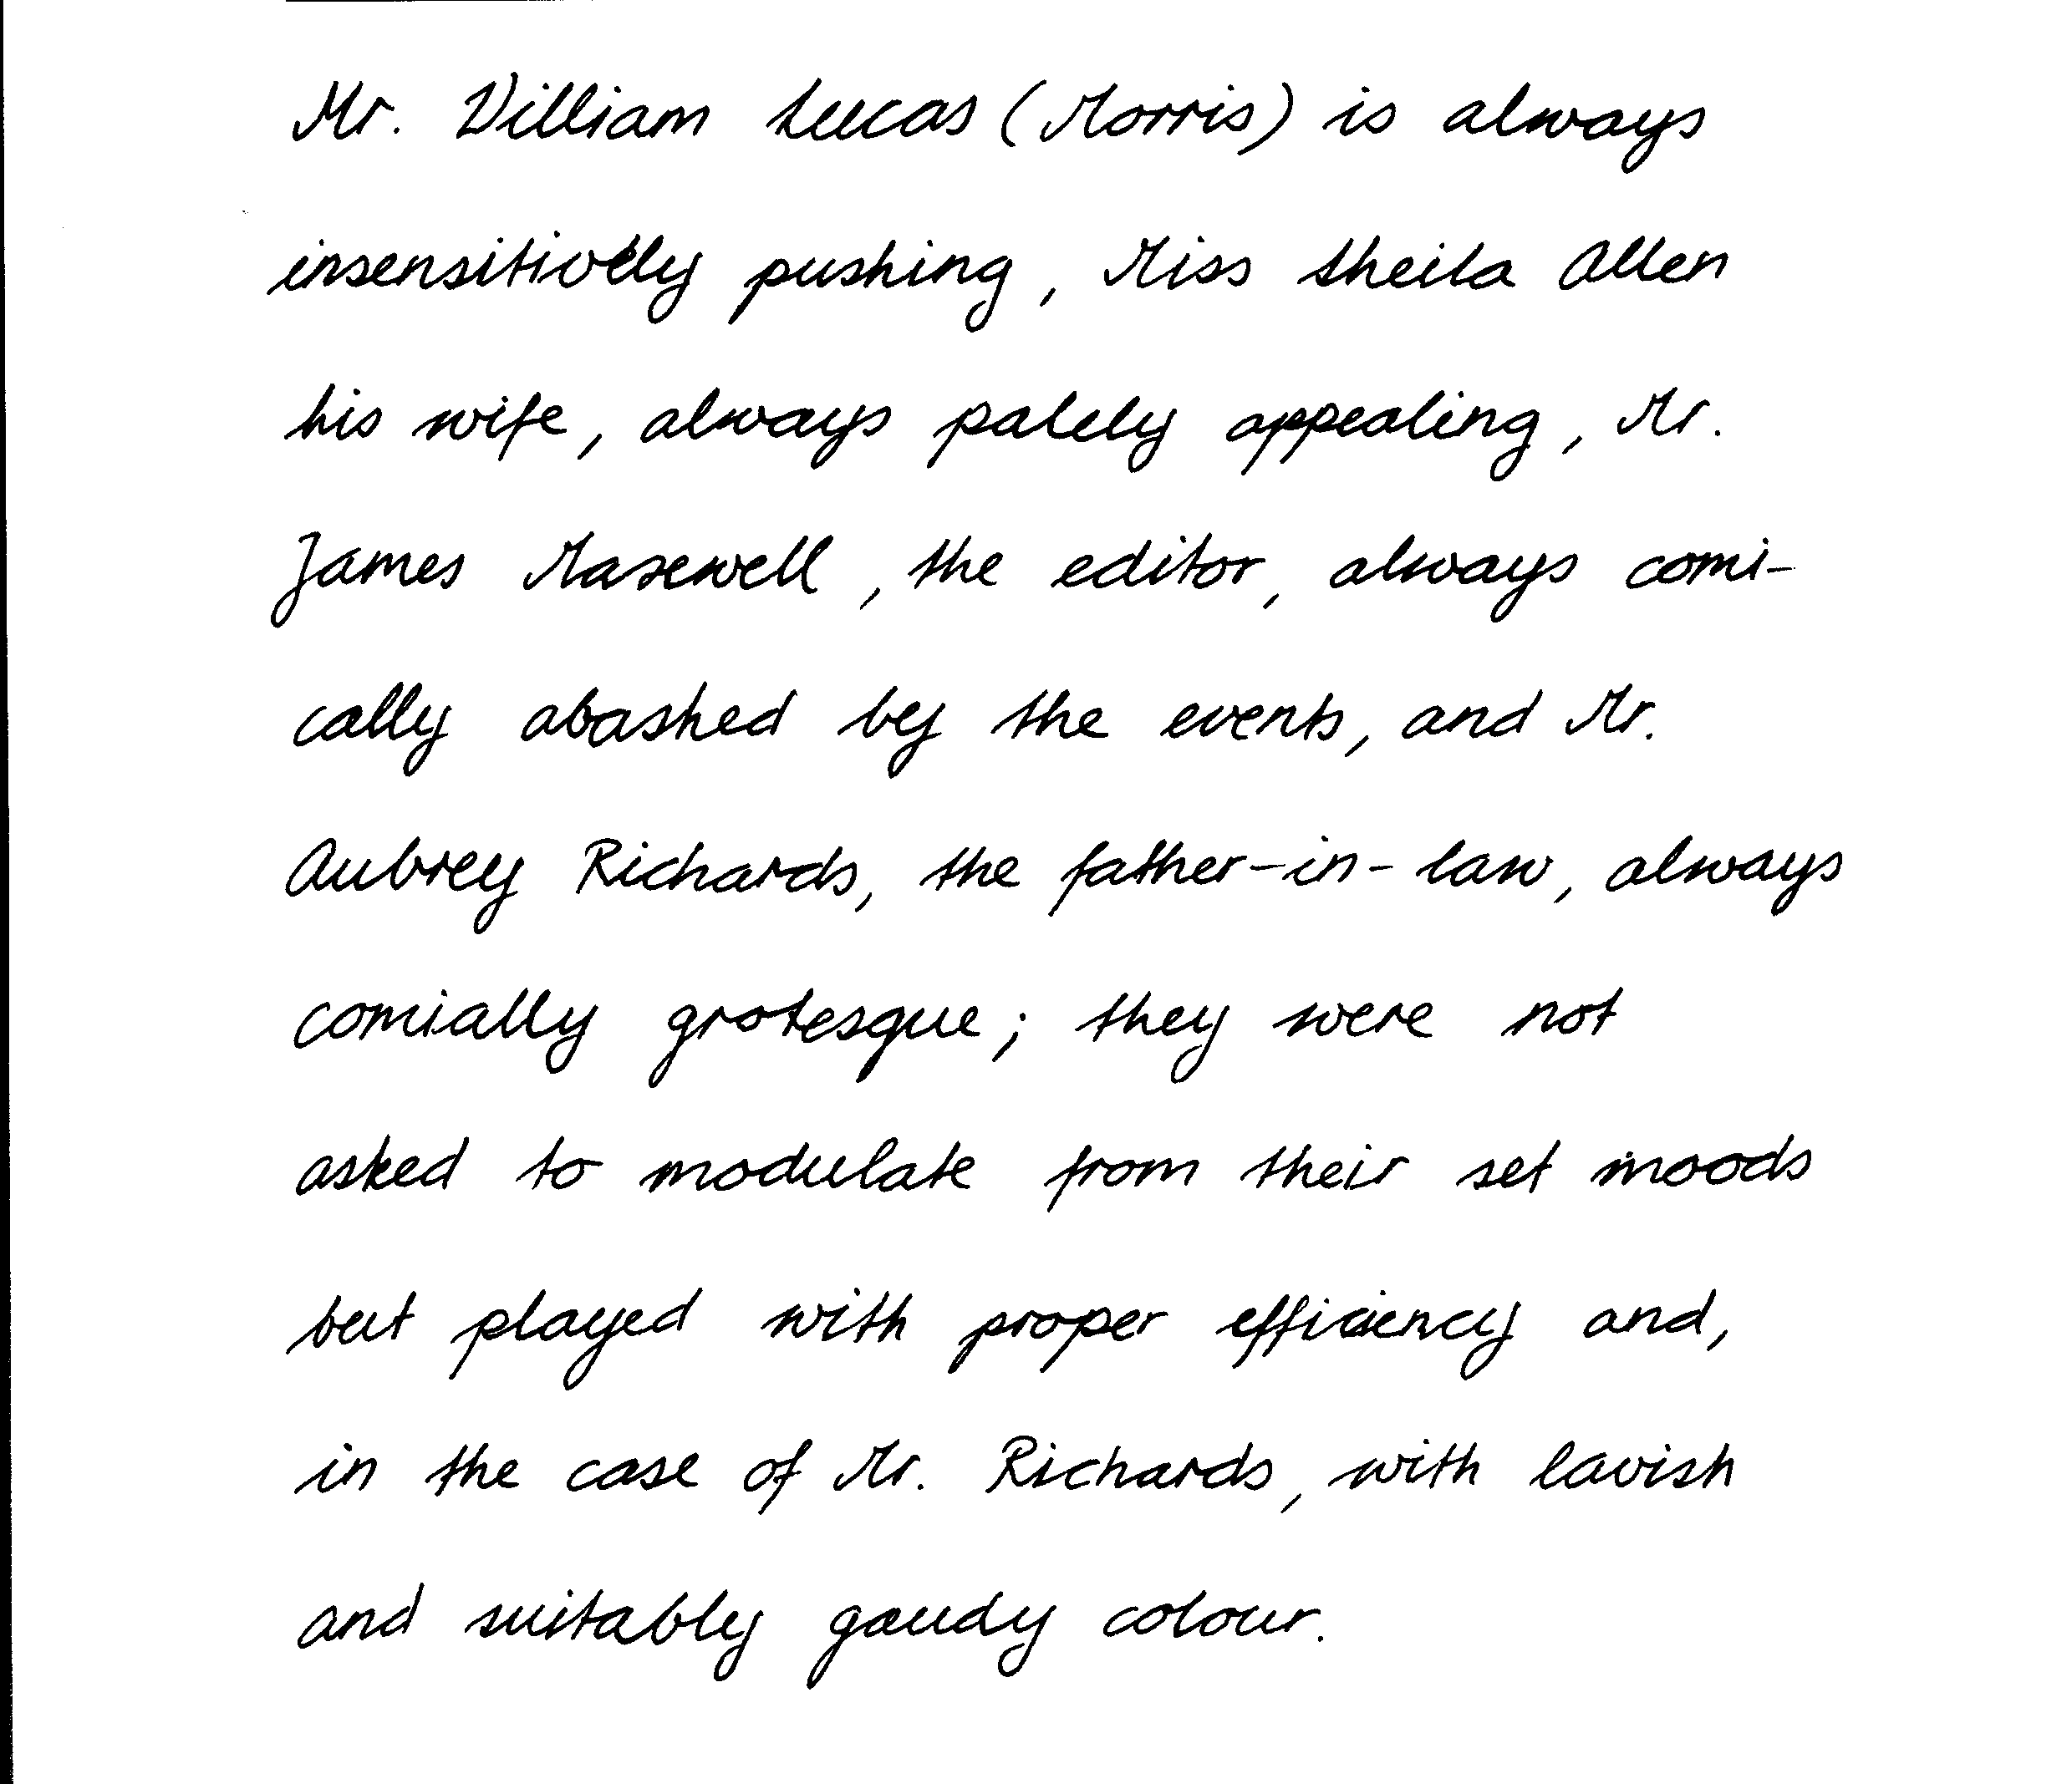 Mr. William Lucas (Morris) is always
insensitively pushing, Miss Sheila Allen
his wife, always palely appealing, Mr.
James Maxwell, the editor, always comi-
cally abashed by the events, and Mr.
Aubrey Richards, the father-in-law, always
comially grotesque; they were not
asked to modulate from their set moods
but played with proper efficiency and,
in the case of Mr. Richards, with lavish
and suitably gaudy colour.